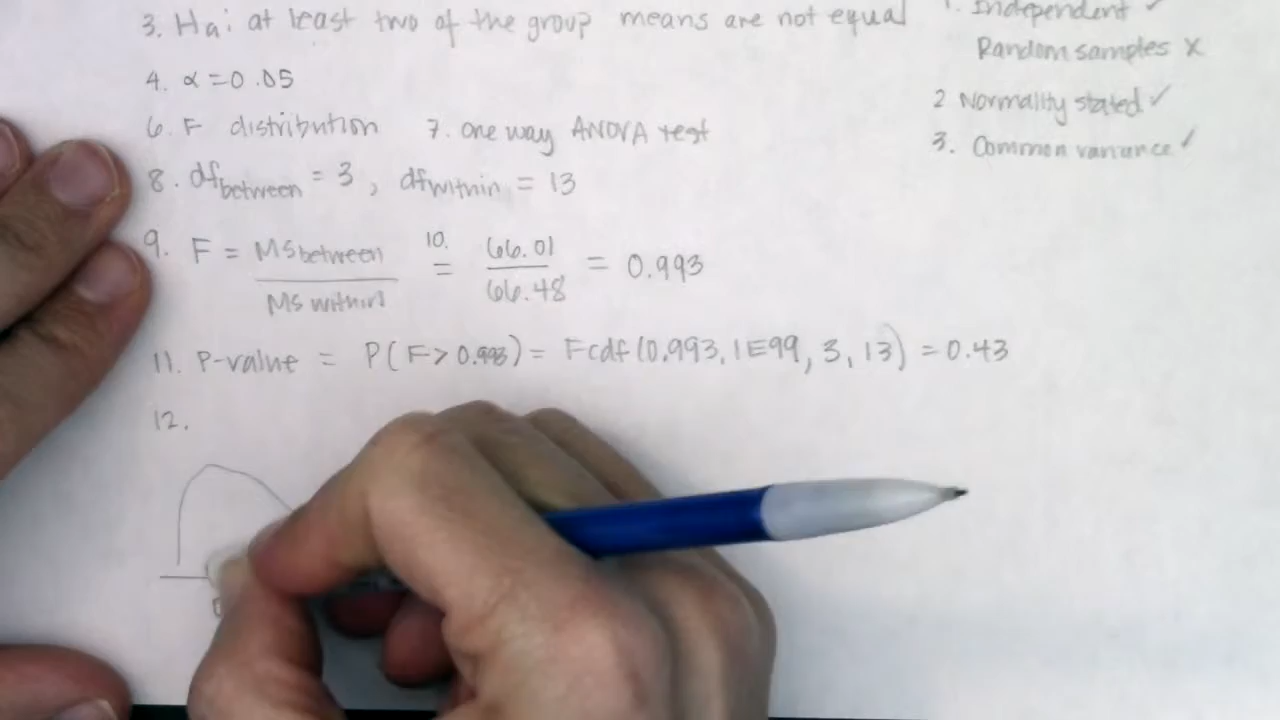 3. Ha: at least two of the group means are not equal
4. α = 0.05
6. F distribution 7. one way ANOVA test
8. df between = 3, df within = 13
9. F = MS between / MS within 10. = 66.01 / 66.48 = 0.993
11. P-value = P(F > 0.993) = Fcdf(0.993, 1E99, 3, 13) = 0.43
12.
1. Independent ✓
Random samples x
2 Normality stated ✓
3. Common variance ✓